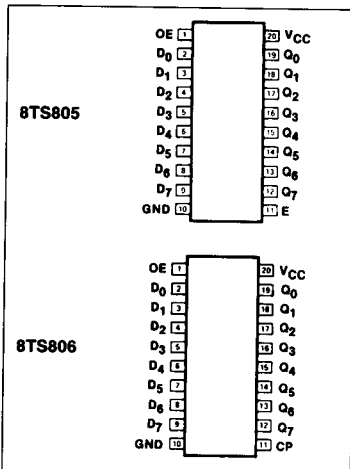 8TS805
OE 1 20 VCC
D0 2 19 Q0
D1 3 18 Q1
D2 4 17 Q2
D3 5 16 Q3
D4 6 15 Q4
D5 7 14 Q5
D6 8 13 Q6
D7 9 12 Q7
GND 10 11 E
8TS806
OE 1 20 VCC
D0 2 19 Q0
D1 3 18 Q1
D2 4 17 Q2
D3 5 16 Q3
D4 6 15 Q4
D5 7 14 Q5
D6 8 13 Q6
D7 9 12 Q7
GND 10 11 CP